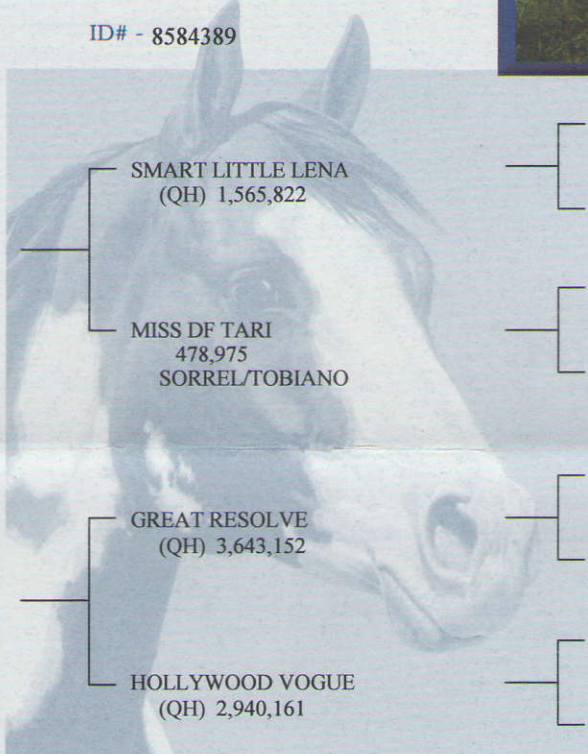 ID# - 8584389
SMART LITTLE LENA
(QH) 1,565,822
MISS DF TARI
478,975
SORREL/TOBIANO
GREAT RESOLVE
(QH) 3,643,152
HOLLYWOOD VOGUE
(QH) 2,940,161